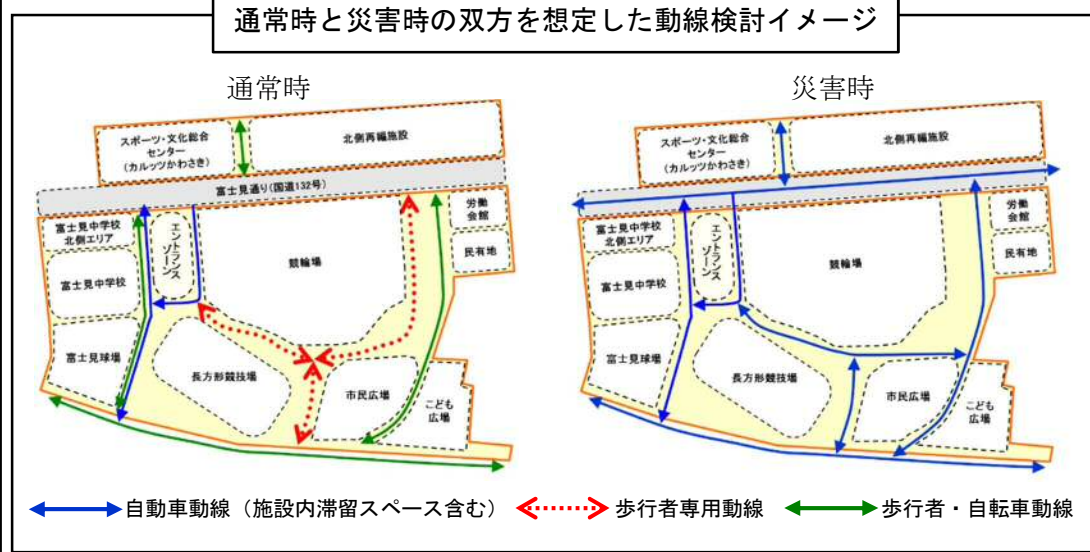 通常時と災害時の双方を想定した動線検討イメージ
通常時
スポーツ・文化総合
センター
(カルッツかわさき)
北側再編施設
富士見通り(国道132号)
富士見中学校
北側エリア
エントランス
ゾーン
競輪場
労働
会館
民有地
富士見中学校
富士見球場
長方形競技場
市民広場
こども
広場
災害時
スポーツ・文化総合
センター
(カルッツかわさき)
北側再編施設
富士見中学校
北側エリア
エントランス
ゾーン
競輪場
労働
会館
民有地
富士見中学校
富士見球場
長方形競技場
市民広場
こども
広場
自動車動線（施設内滞留スペース含む）
歩行者専用動線
歩行者・自転車動線